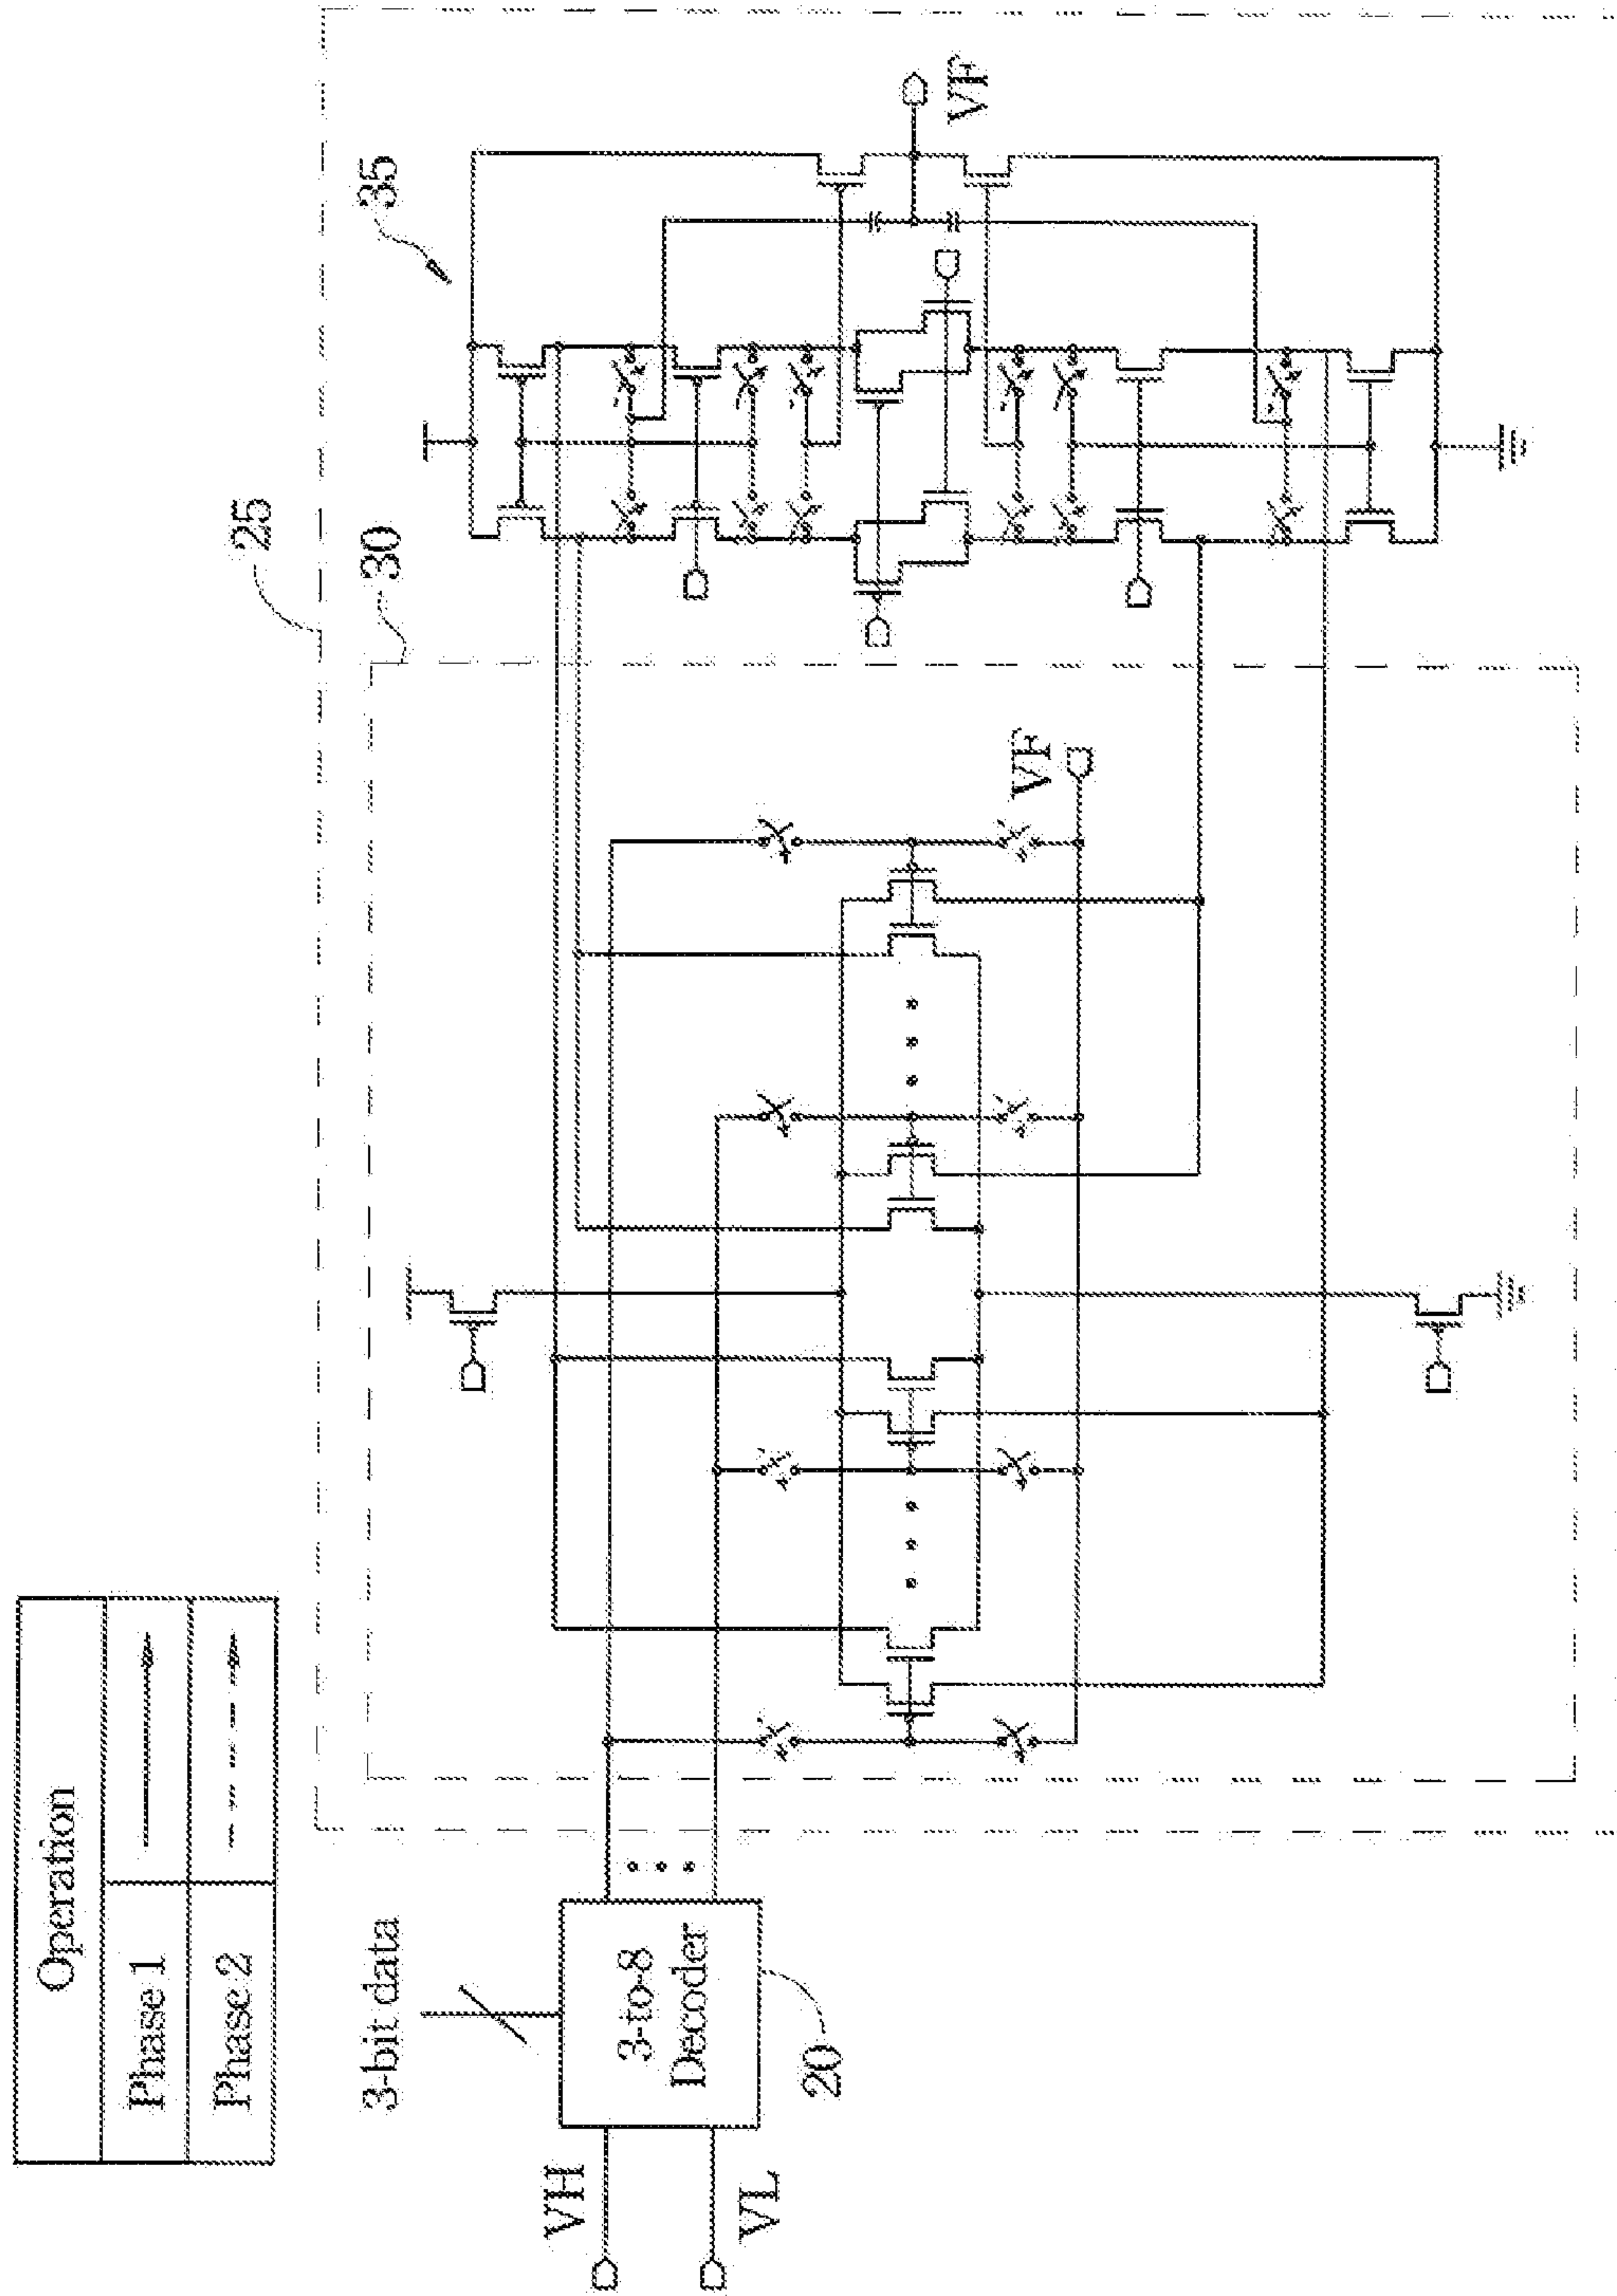 Operation
Phase 1
Phase 2
3-bit data
VH
VL
3-to-8
Decoder
20
25
30
35
VF
VF